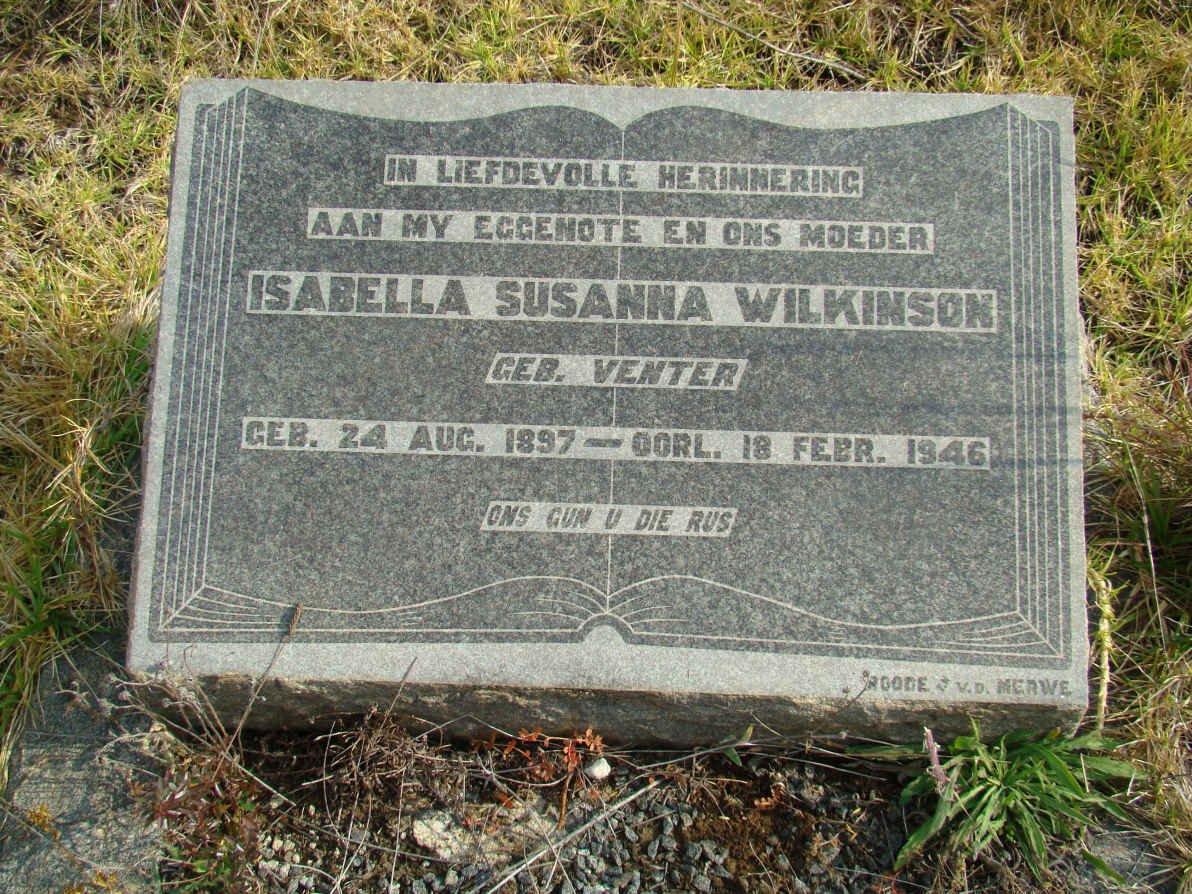 IN LIEFDEVOLLE HERINNERING
AAN MY EGGENOTE EN ONS MOEDER
ISABELLA SUSANNA WILKINSON
GEB. VENTER
GEB. 24 AUG. 1897 — OORL. 18 FEBR. 1946
ONS GUN U DIE RUS
ROODE & V.D. MERWE